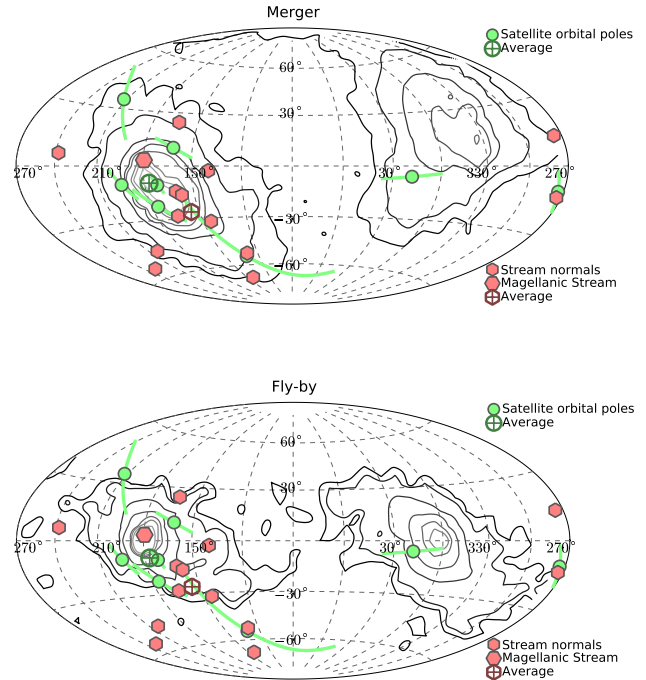 Merger
Satellite orbital poles
Average
60°
30°
270° 210° 150° 30° 330° 270°
−30°
−60°
Stream normals
Magellanic Stream
Average
Fly-by
Satellite orbital poles
Average
60°
30°
270° 210° 150° 30° 330° 270°
−30°
−60°
Stream normals
Magellanic Stream
Average